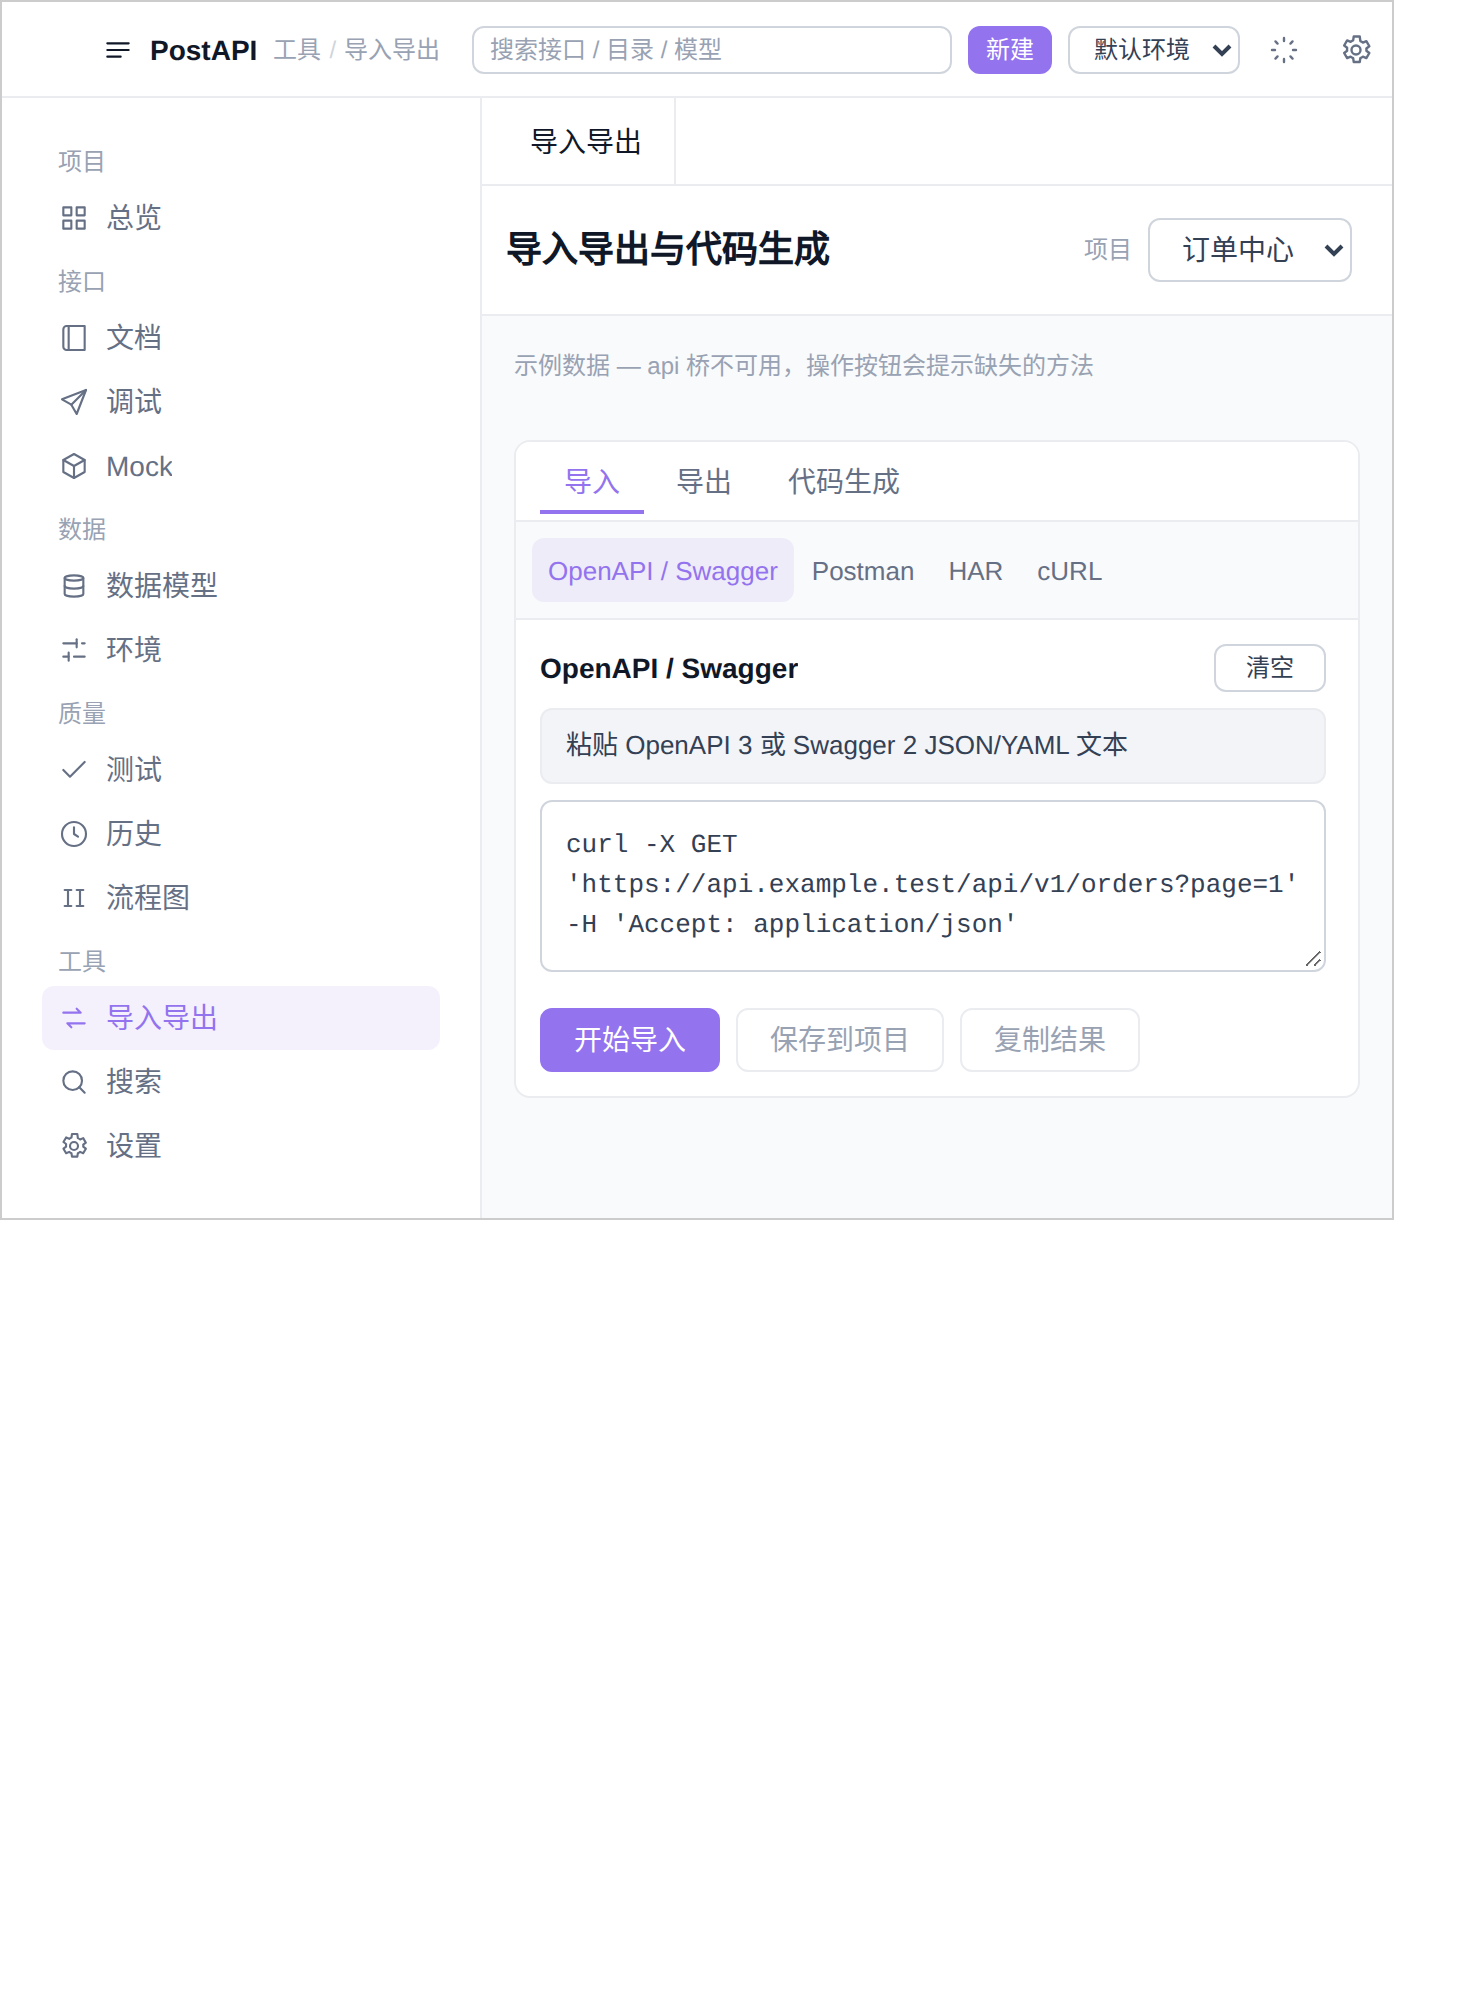 PostAPI 工具 / 导入导出 搜索接口 / 目录 / 模型 新建 默认环境
项目
总览
接口
文档
调试
Mock
数据
数据模型
环境
质量
测试
历史
流程图
工具
导入导出
搜索
设置
导入导出
导入导出与代码生成 项目 订单中心
示例数据 — api 桥不可用，操作按钮会提示缺失的方法
导入 导出 代码生成
OpenAPI / Swagger Postman HAR cURL
OpenAPI / Swagger 清空
粘贴 OpenAPI 3 或 Swagger 2 JSON/YAML 文本
curl -X GET
'https://api.example.test/api/v1/orders?page=1'
-H 'Accept: application/json'
开始导入 保存到项目 复制结果